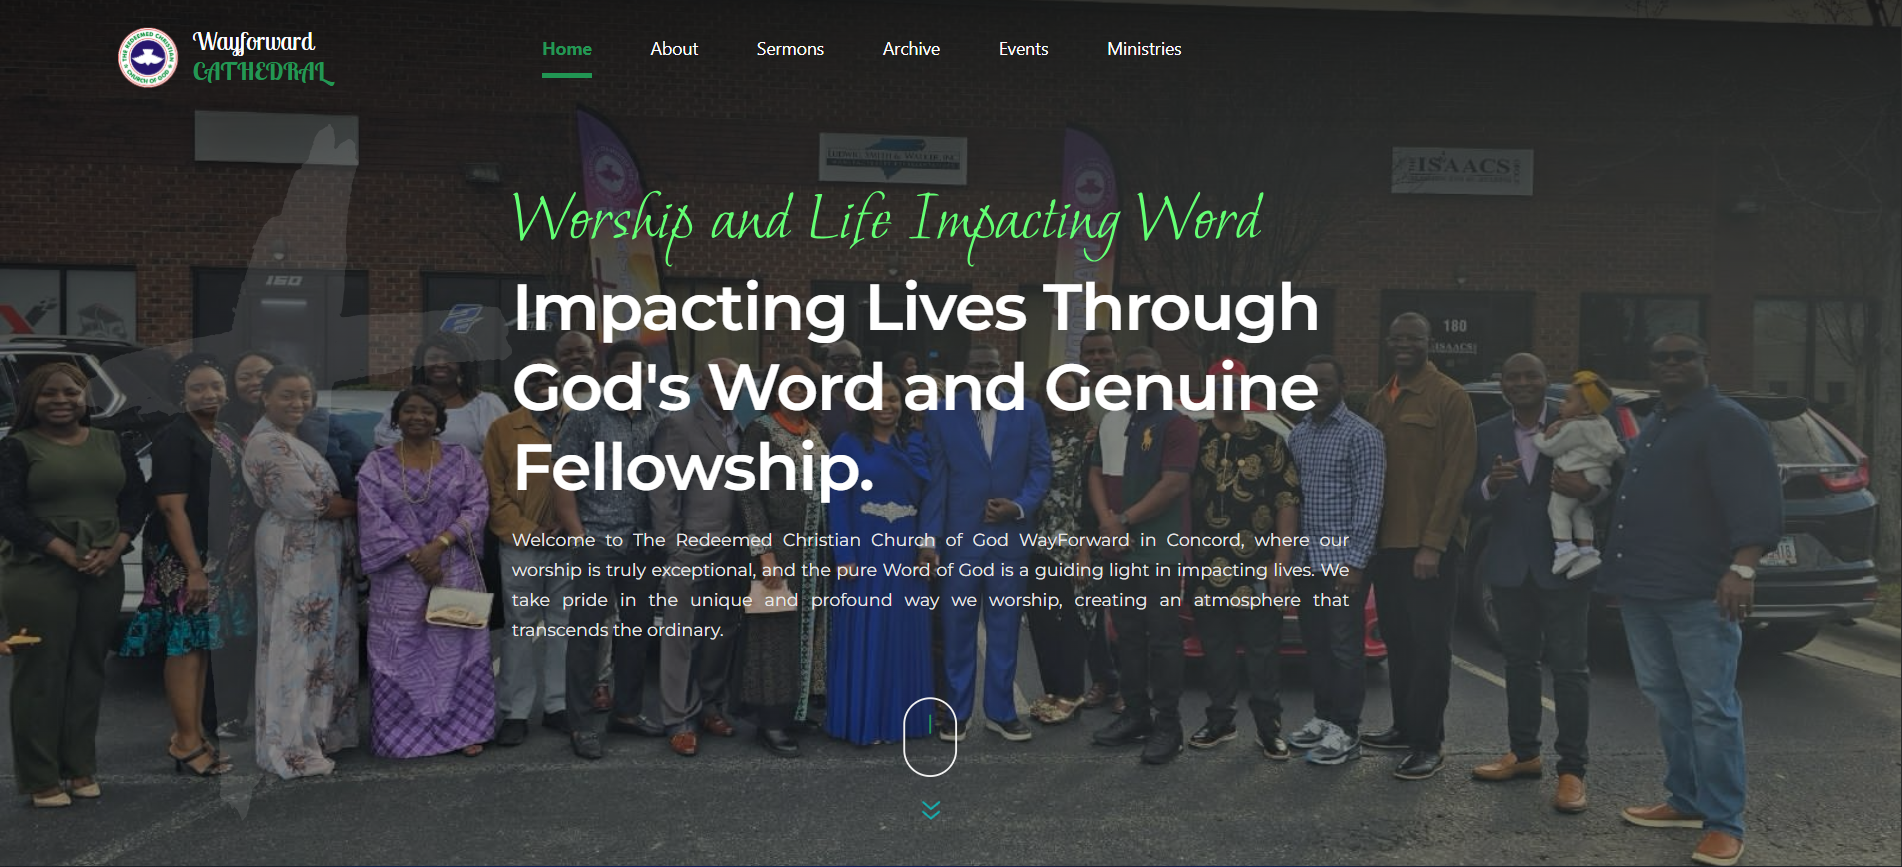 THE REDEEMED CHRISTIAN
CHURCH OF GOD
Wayforward
CATHEDRAL
Home
About
Sermons
Archive
Events
Ministries
ISAACS
160
2
180
ISAACS
Worship and Life Impacting Word
Impacting Lives Through
God's Word and Genuine
Fellowship.
Welcome to The Redeemed Christian Church of God WayForward in Concord, where our
worship is truly exceptional, and the pure Word of God is a guiding light in impacting lives. We
take pride in the unique and profound way we worship, creating an atmosphere that
transcends the ordinary.